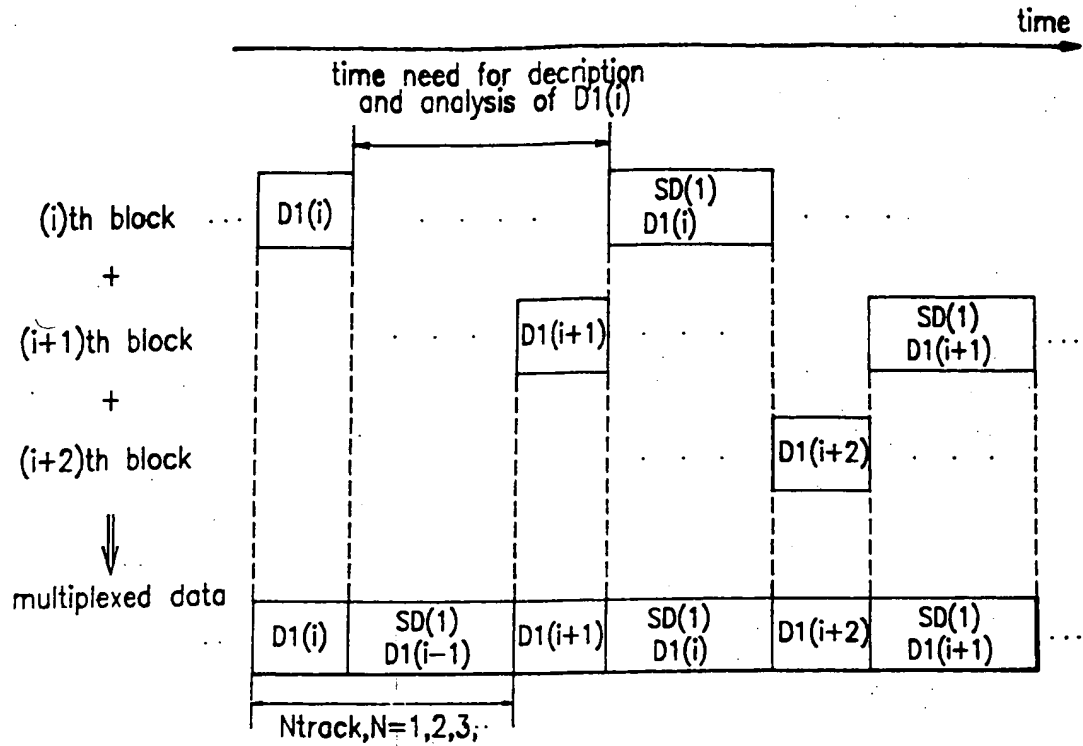 time
time need for decription
and analysis of D1(i)
(i)th block ... D1(i) . . . . SD(1) . . . .
D1(i)
+
(i+1)th block . . . D1(i+1) . . . SD(1) ...
D1(i+1)
+
(i+2)th block . . . D1(i+2) . . .
⇓
multiplexed data
.. D1(i) SD(1) D1(i+1) SD(1) D1(i+2) SD(1) ...
D1(i-1) D1(i) D1(i+1)
Ntrack,N=1,2,3,..